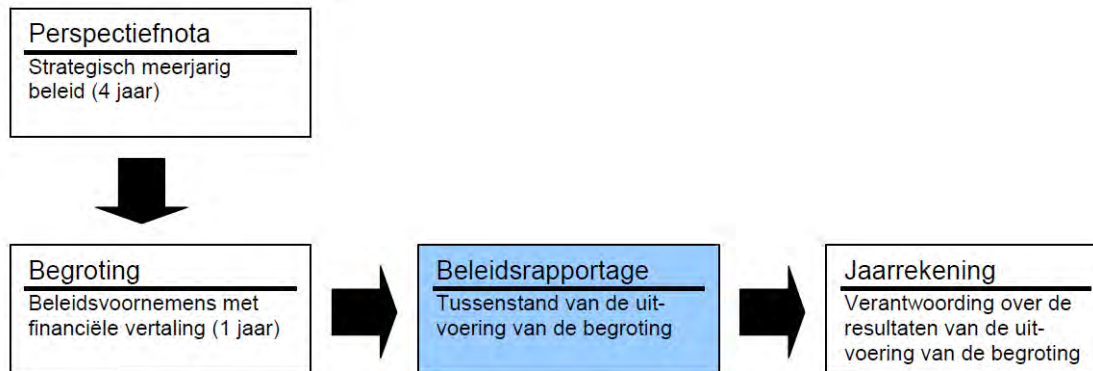 Perspectiefnota
Strategisch meerjarig
beleid (4 jaar)
Begroting
Beleidsvoornemens met
financiële vertaling (1 jaar)
Beleidsrapportage
Tussenstand van de uit-
voering van de begroting
Jaarrekening
Verantwoording over de
resultaten van de uit-
voering van de begroting